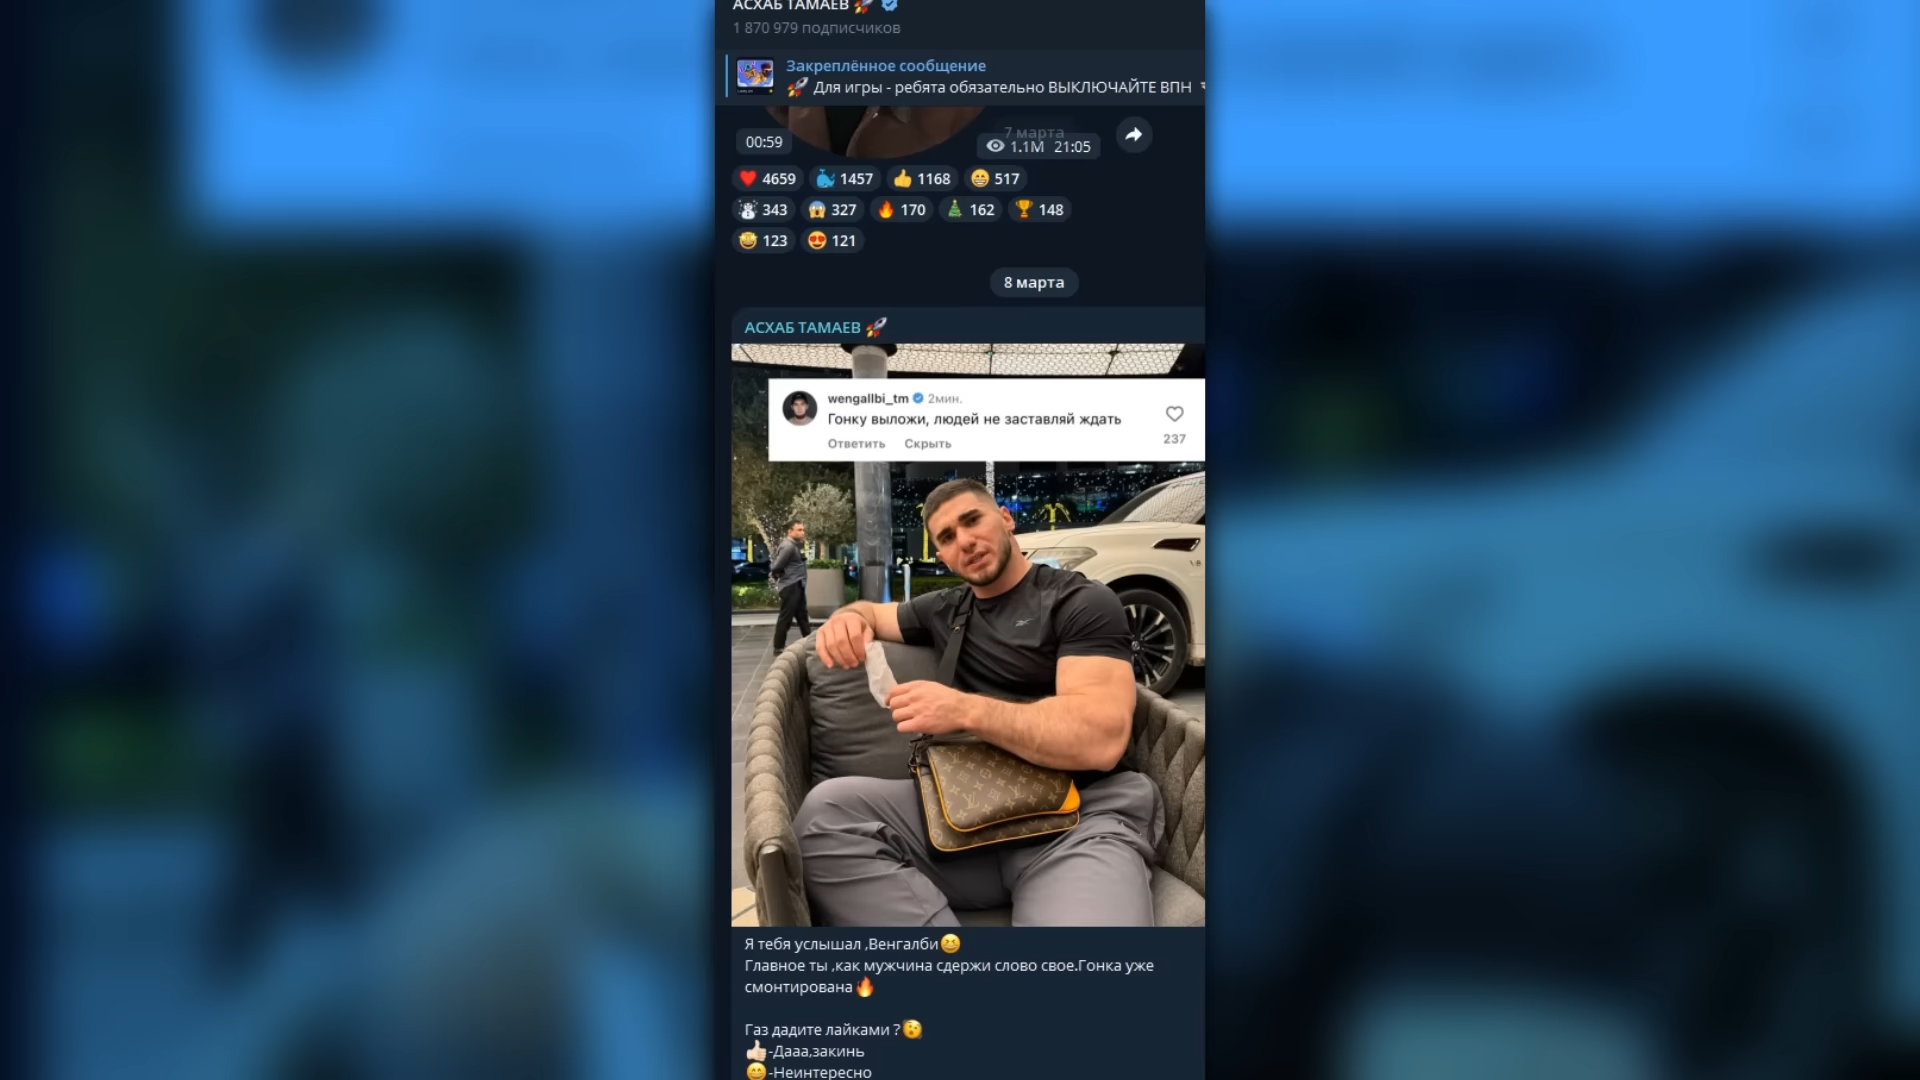 АСХАБ ТАМАЕВ 🚀
1 870 979 подписчиков
Закреплённое сообщение
🚀 Для игры - ребята обязательно ВЫКЛЮЧАЙТЕ ВПН
7 марта
00:59
1.1M 21:05
❤️ 4659 🐳 1457 👍 1168 😁 517
☃️ 343 😱 327 🔥 170 🎄 162 🏆 148
🤩 123 😍 121
8 марта
АСХАБ ТАМАЕВ 🚀
wengallbi_tm 2мин.
Гонку выложи, людей не заставляй ждать
237
Ответить Скрыть
Я тебя услышал ,Венгалби😆
Главное ты ,как мужчина сдержи слово свое.Гонка уже
смонтирована🔥
Газ дадите лайками ?🫨
👍🏻-Дааа,закинь
😁-Неинтересно